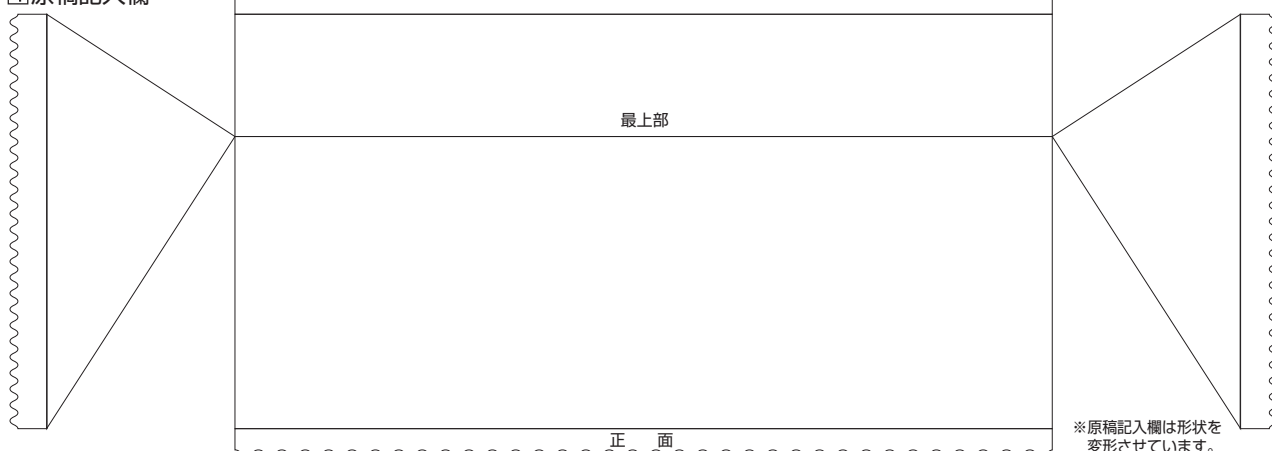 原稿記入欄
最上部
正　面
※原稿記入欄は形状を
変形させています。